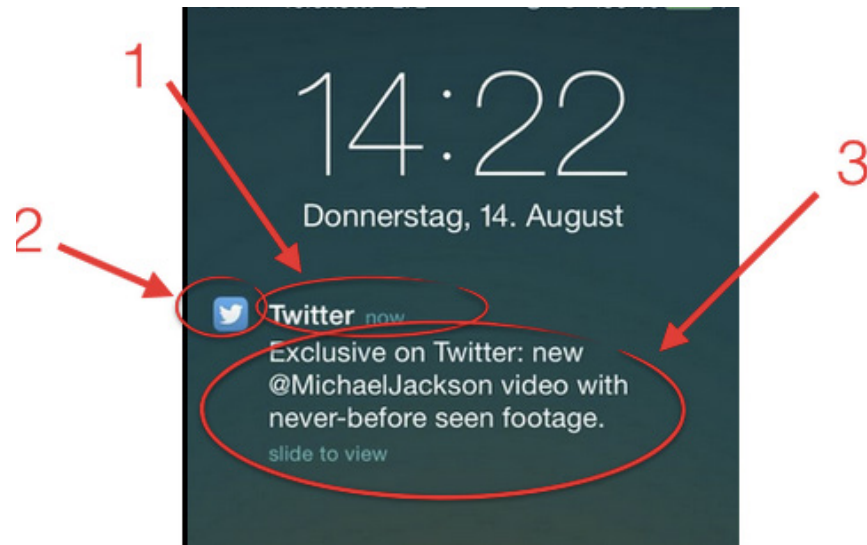 1
14:22
3
Donnerstag, 14. August
2
Twitter now
Exclusive on Twitter: new
@MichaelJackson video with
never-before seen footage.
slide to view